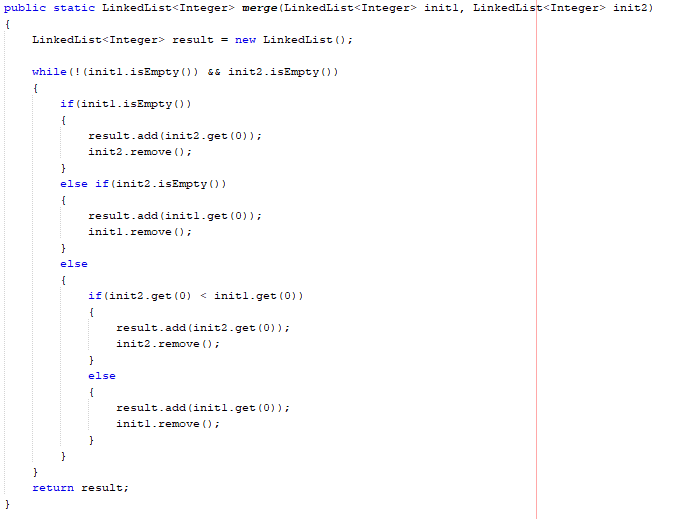 public static LinkedList<Integer> merge(LinkedList<Integer> init1, LinkedList<Integer> init2)
{
    LinkedList<Integer> result = new LinkedList();

    while(!(init1.isEmpty()) && init2.isEmpty())
    {
        if(init1.isEmpty())
        {
            result.add(init2.get(0));
            init2.remove();
        }
        else if(init2.isEmpty())
        {
            result.add(init1.get(0));
            init1.remove();
        }
        else
        {
            if(init2.get(0) < init1.get(0))
            {
                result.add(init2.get(0));
                init2.remove();
            }
            else
            {
                result.add(init1.get(0));
                init1.remove();
            }
        }
    }
    return result;
}